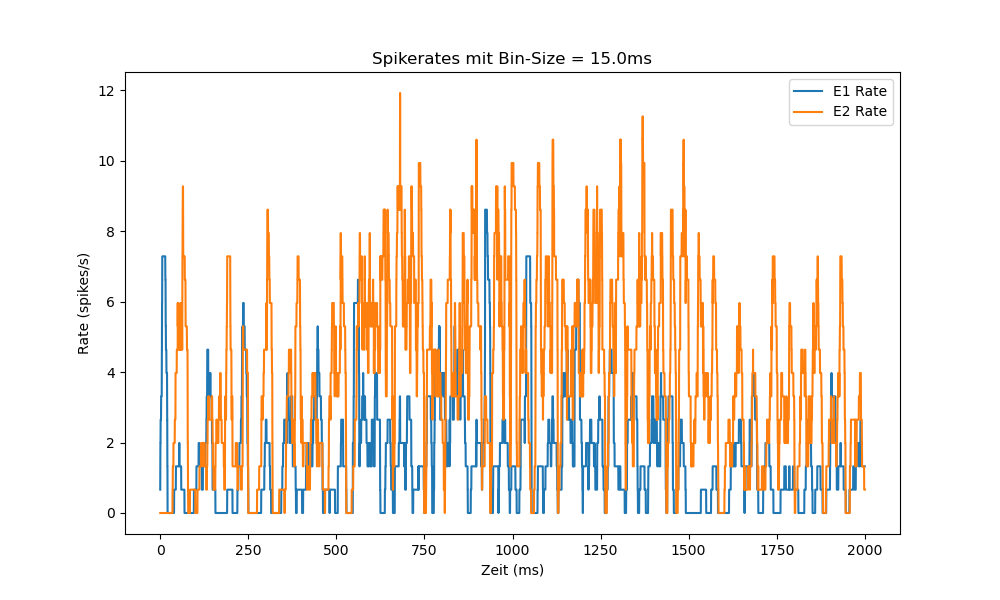 Spikerates mit Bin-Size = 15.0ms
E1 Rate
E2 Rate
12
10
8
6
4
2
0
Rate (spikes/s)
0 250 500 750 1000 1250 1500 1750 2000
Zeit (ms)